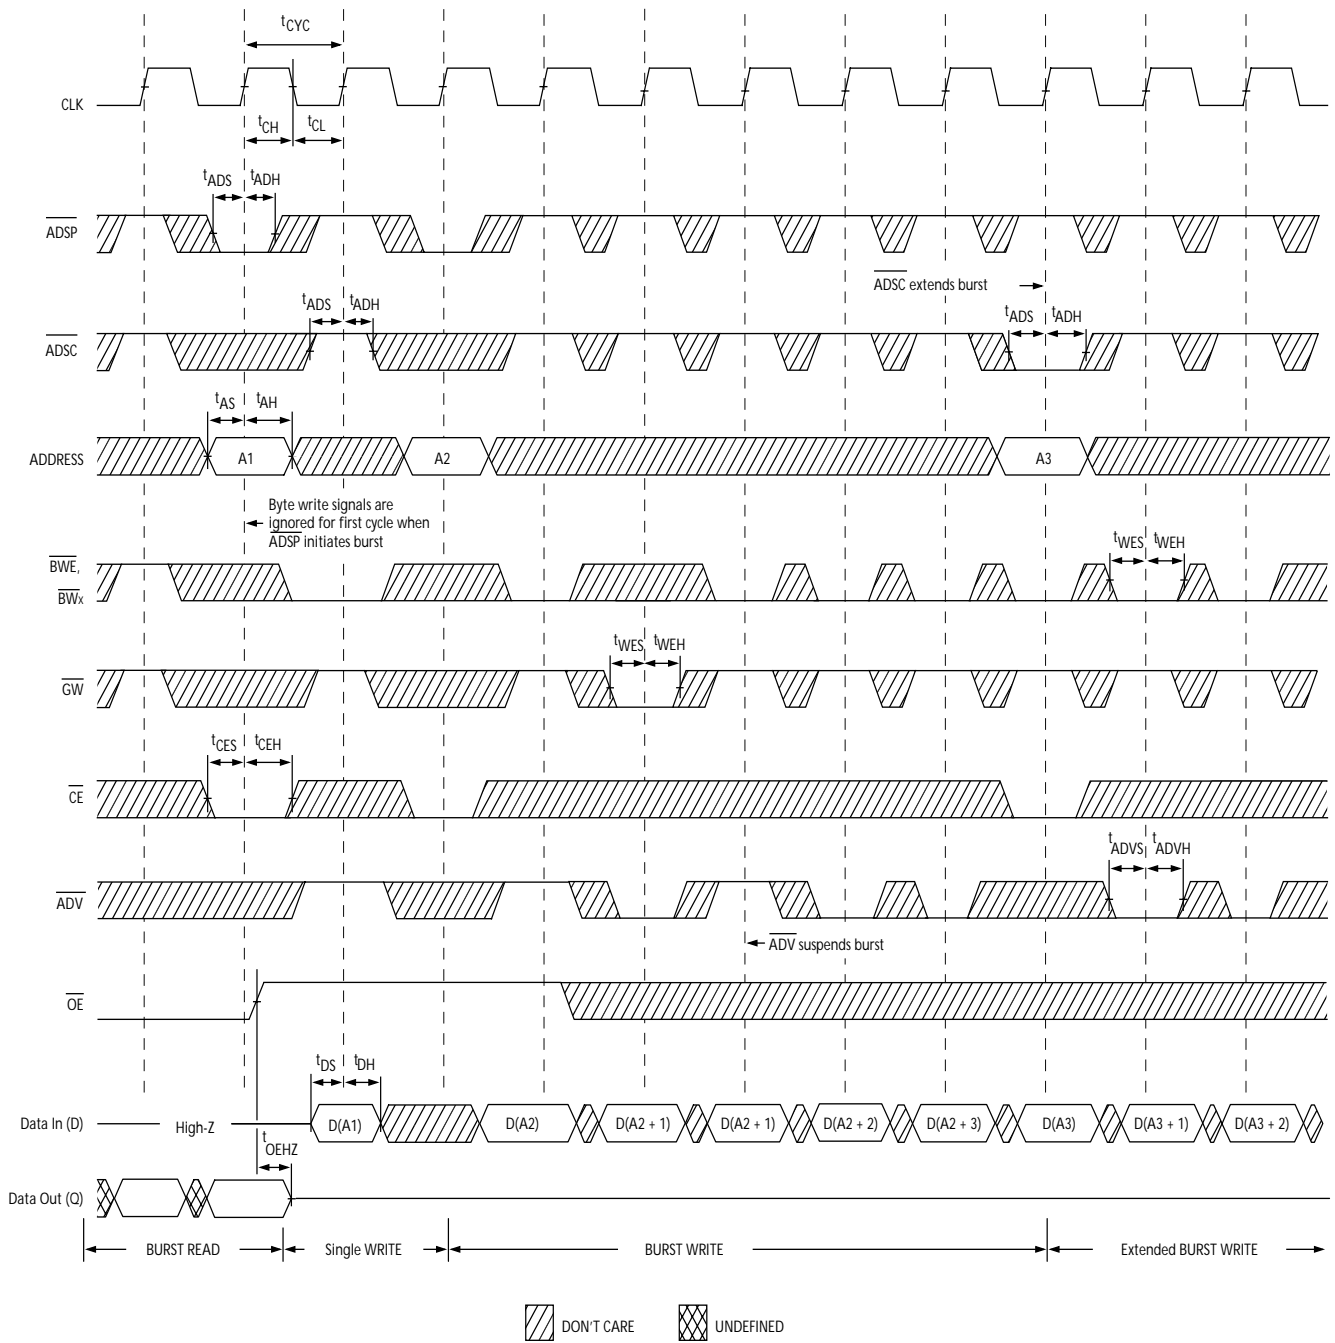 tCYC
CLK
tCH tCL
tADS tADH
ADSP
ADSC extends burst
tADS tADH
tADS tADH
ADSC
tAS tAH
ADDRESS
A1 A2 A3
Byte write signals are
ignored for first cycle when
ADSP initiates burst
tWES tWEH
BWE,
BWx
tWES tWEH
GW
tCES tCEH
CE
tADVS tADVH
ADV
ADV suspends burst
OE
tDS tDH
Data In (D) High-Z D(A1) D(A2) D(A2 + 1) D(A2 + 1) D(A2 + 2) D(A2 + 3) D(A3) D(A3 + 1) D(A3 + 2)
tOEHZ
Data Out (Q)
BURST READ Single WRITE BURST WRITE Extended BURST WRITE
DON'T CARE UNDEFINED